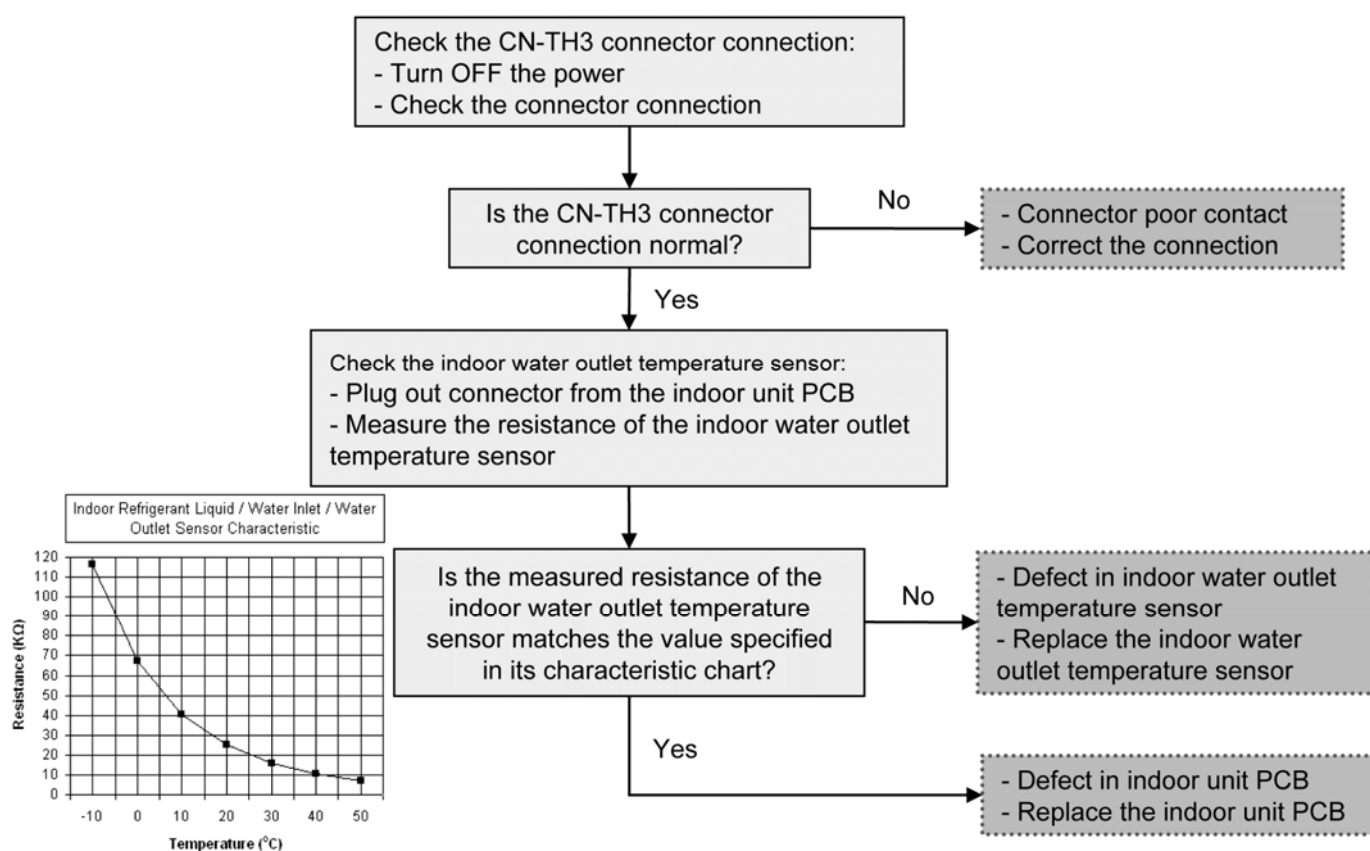 Check the CN-TH3 connector connection:
- Turn OFF the power
- Check the connector connection
Is the CN-TH3 connector
connection normal?
No
- Connector poor contact
- Correct the connection
Yes
Check the indoor water outlet temperature sensor:
- Plug out connector from the indoor unit PCB
- Measure the resistance of the indoor water outlet
temperature sensor
Indoor Refrigerant Liquid / Water Inlet / Water
Outlet Sensor Characteristic
Resistance (KΩ)
120
110
100
90
80
70
60
50
40
30
20
10
0
-10 0 10 20 30 40 50
Temperature (°C)
Is the measured resistance of the
indoor water outlet temperature
sensor matches the value specified
in its characteristic chart?
No
- Defect in indoor water outlet
temperature sensor
- Replace the indoor water
outlet temperature sensor
Yes
- Defect in indoor unit PCB
- Replace the indoor unit PCB